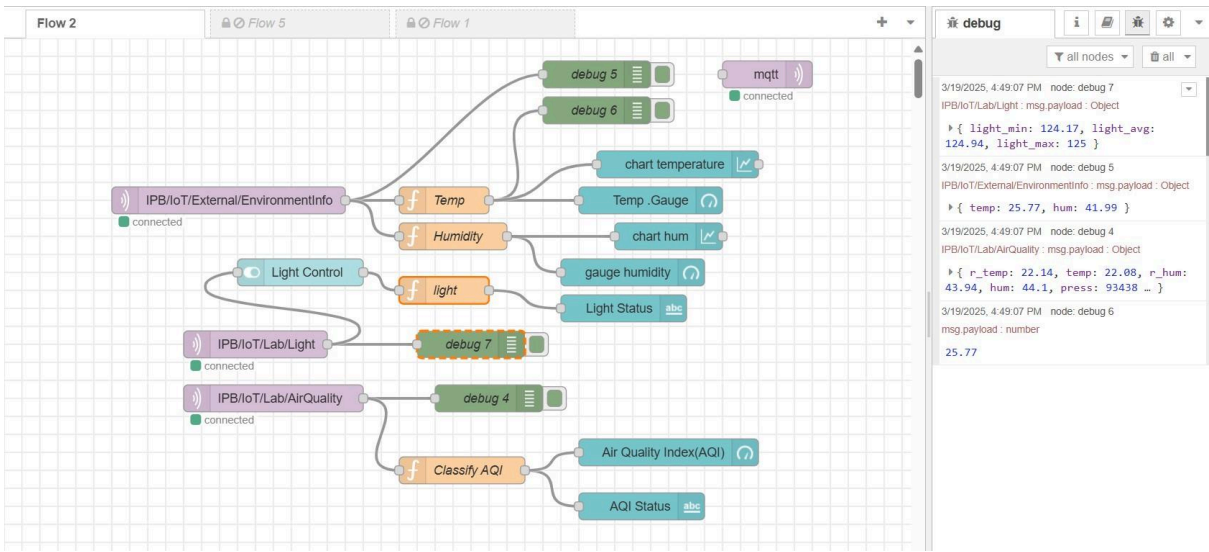 Flow 2
Flow 5
Flow 1
debug 5
mqtt
connected
debug 6
chart temperature
IPB/IoT/External/EnvironmentInfo
connected
Temp
Temp .Gauge
Humidity
chart hum
Light Control
gauge humidity
light
Light Status
abc
IPB/IoT/Lab/Light
connected
debug 7
IPB/IoT/Lab/AirQuality
connected
debug 4
Classify AQI
Air Quality Index(AQI)
AQI Status
abc
debug
i
all nodes
all
3/19/2025, 4:49:07 PM node: debug 7
IPB/IoT/Lab/Light : msg.payload : Object
{ light_min: 124.17, light_avg:
124.94, light_max: 125 }
3/19/2025, 4:49:07 PM node: debug 5
IPB/IoT/External/EnvironmentInfo : msg.payload : Object
{ temp: 25.77, hum: 41.99 }
3/19/2025, 4:49:07 PM node: debug 4
IPB/IoT/Lab/AirQuality : msg.payload : Object
{ r_temp: 22.14, temp: 22.08, r_hum:
43.94, hum: 44.1, press: 93438 … }
3/19/2025, 4:49:07 PM node: debug 6
msg.payload : number
25.77